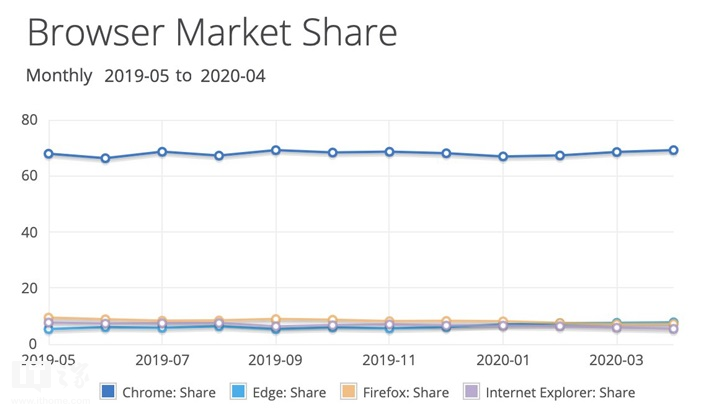 Browser Market Share
Monthly 2019-05 to 2020-04
80
60
40
20
0
2019-05 2019-07 2019-09 2019-11 2020-01 2020-03
Chrome: Share Edge: Share Firefox: Share Internet Explorer: Share